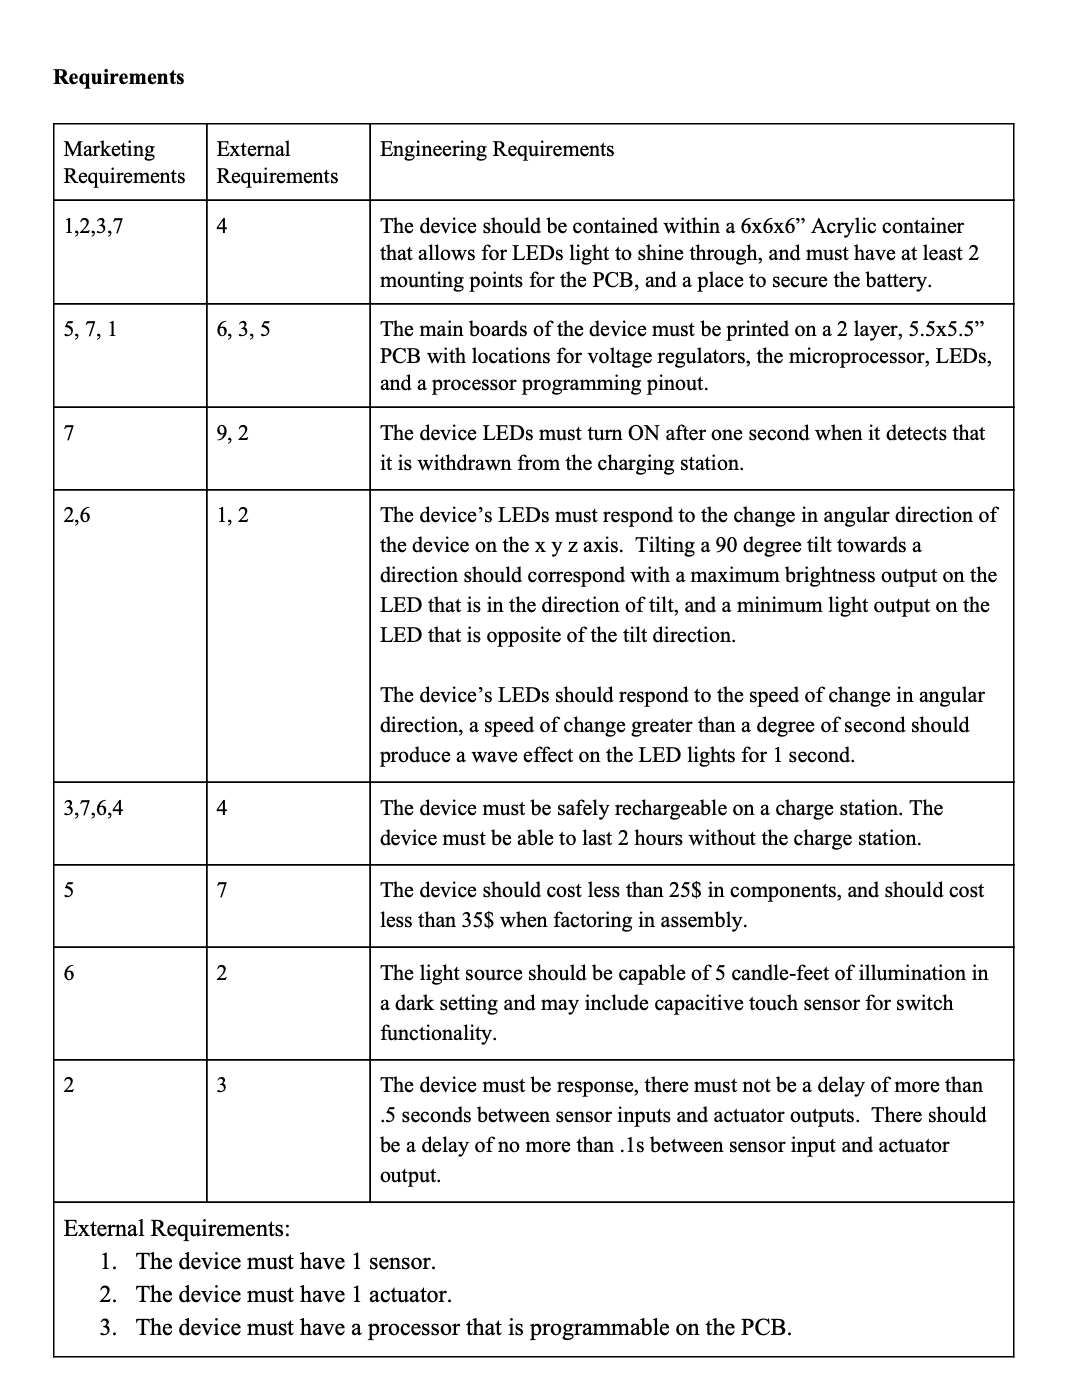 Requirements
Marketing
Requirements
External
Requirements
Engineering Requirements
1,2,3,7
4
The device should be contained within a 6x6x6” Acrylic container
that allows for LEDs light to shine through, and must have at least 2
mounting points for the PCB, and a place to secure the battery.
5, 7, 1
6, 3, 5
The main boards of the device must be printed on a 2 layer, 5.5x5.5”
PCB with locations for voltage regulators, the microprocessor, LEDs,
and a processor programming pinout.
7
9, 2
The device LEDs must turn ON after one second when it detects that
it is withdrawn from the charging station.
2,6
1, 2
The device’s LEDs must respond to the change in angular direction of
the device on the x y z axis.  Tilting a 90 degree tilt towards a
direction should correspond with a maximum brightness output on the
LED that is in the direction of tilt, and a minimum light output on the
LED that is opposite of the tilt direction.
The device’s LEDs should respond to the speed of change in angular
direction, a speed of change greater than a degree of second should
produce a wave effect on the LED lights for 1 second.
3,7,6,4
4
The device must be safely rechargeable on a charge station. The
device must be able to last 2 hours without the charge station.
5
7
The device should cost less than 25$ in components, and should cost
less than 35$ when factoring in assembly.
6
2
The light source should be capable of 5 candle-feet of illumination in
a dark setting and may include capacitive touch sensor for switch
functionality.
2
3
The device must be response, there must not be a delay of more than
.5 seconds between sensor inputs and actuator outputs.  There should
be a delay of no more than .1s between sensor input and actuator
output.
External Requirements:
1. The device must have 1 sensor.
2. The device must have 1 actuator.
3. The device must have a processor that is programmable on the PCB.